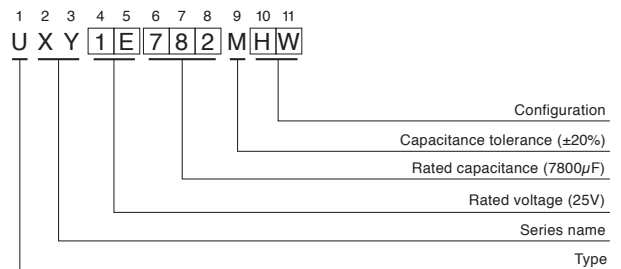 1 2 3 4 5 6 7 8 9 10 11
U X Y 1 E 7 8 2 M H W
Configuration
Capacitance tolerance (±20%)
Rated capacitance (7800µF)
Rated voltage (25V)
Series name
Type